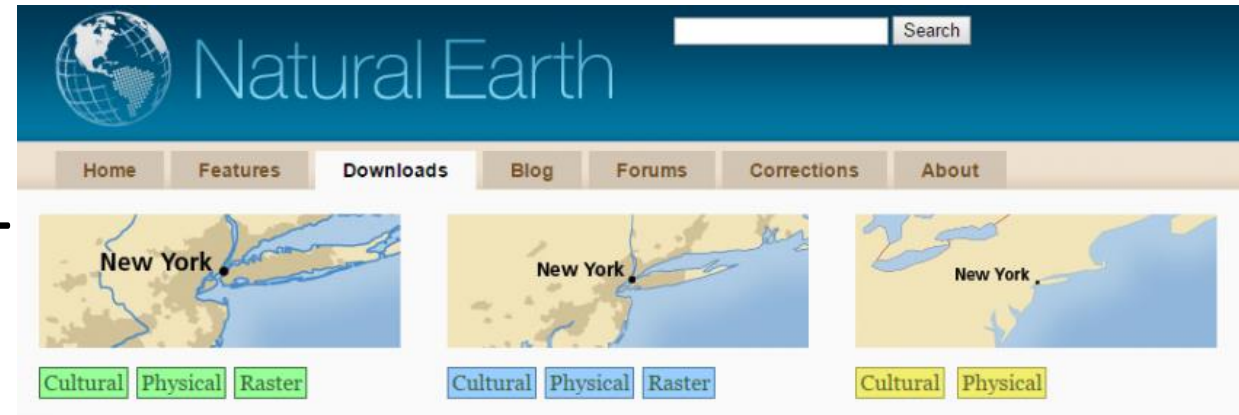 Search
Natural Earth
Home Features Downloads Blog Forums Corrections About
New York New York New York
Cultural Physical Raster Cultural Physical Raster Cultural Physical